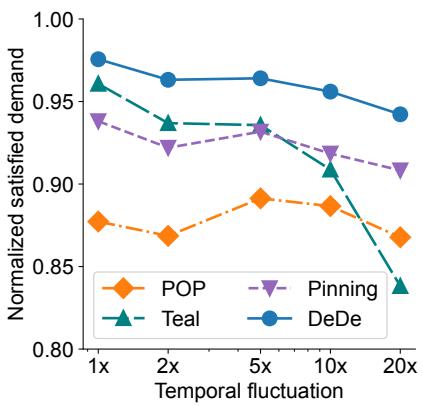 Normalized satisfied demand
1.00
0.95
0.90
0.85
0.80
POP
Teal
Pinning
DeDe
1x
2x
5x
10x
20x
Temporal fluctuation